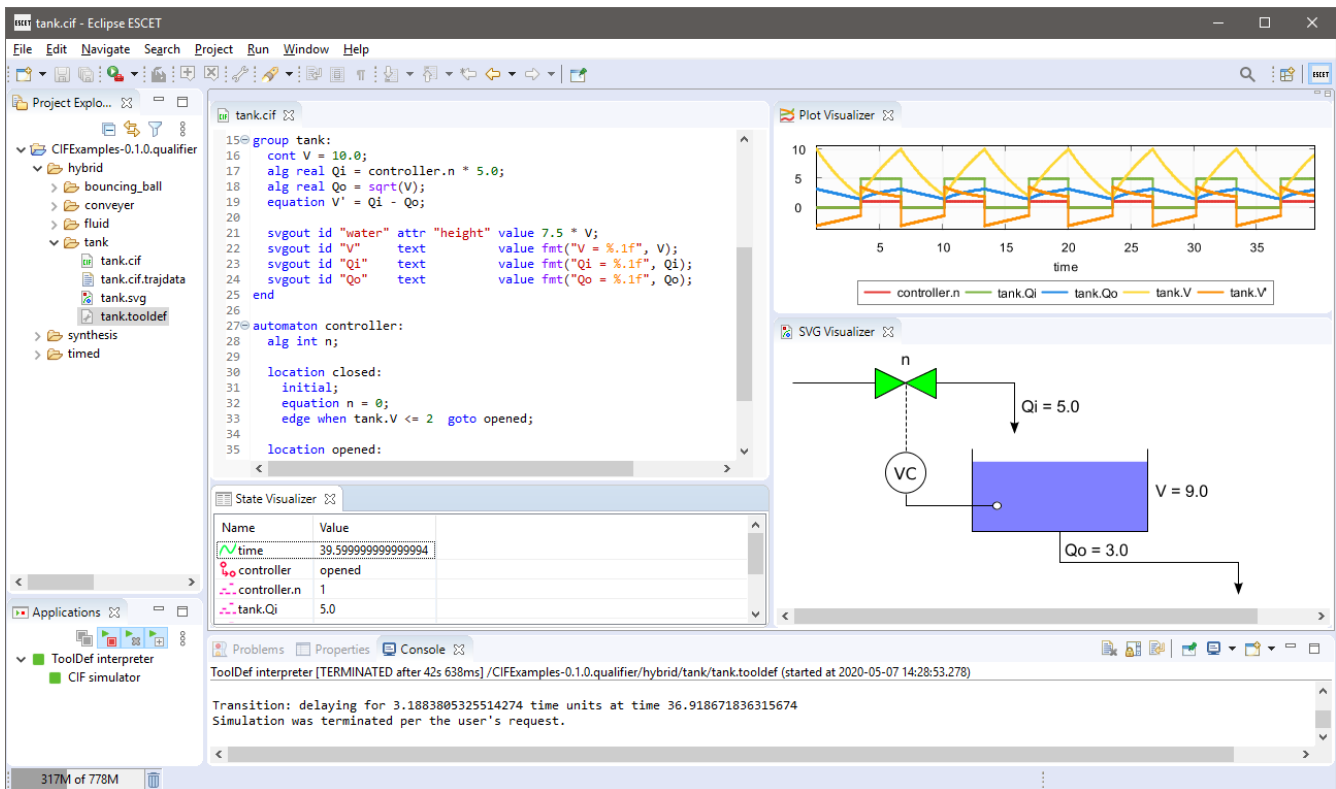 tank.cif - Eclipse ESCET
File Edit Navigate Search Project Run Window Help
ESCET
Project Explo...
CIFExamples-0.1.0.qualifier
hybrid
bouncing_ball
conveyer
fluid
tank
tank.cif
tank.cif.trajdata
tank.svg
tank.tooldef
synthesis
timed
Applications
ToolDef interpreter
CIF simulator
tank.cif
15 group tank:
16 cont V = 10.0;
17 alg real Qi = controller.n * 5.0;
18 alg real Qo = sqrt(V);
19 equation V' = Qi - Qo;
20
21 svgout id "water" attr "height" value 7.5 * V;
22 svgout id "V" text value fmt("V = %.1f", V);
23 svgout id "Qi" text value fmt("Qi = %.1f", Qi);
24 svgout id "Qo" text value fmt("Qo = %.1f", Qo);
25 end
26
27 automaton controller:
28 alg int n;
29
30 location closed:
31 initial;
32 equation n = 0;
33 edge when tank.V <= 2 goto opened;
34
35 location opened:
State Visualizer
Name Value
time 39.599999999999994
controller opened
controller.n 1
tank.Qi 5.0
Plot Visualizer
10
5
0
5 10 15 20 25 30 35
time
controller.n tank.Qi tank.Qo tank.V tank.V'
SVG Visualizer
n
Qi = 5.0
VC
V = 9.0
Qo = 3.0
Problems Properties Console
ToolDef interpreter [TERMINATED after 42s 638ms] /CIFExamples-0.1.0.qualifier/hybrid/tank/tank.tooldef (started at 2020-05-07 14:28:53.278)
Transition: delaying for 3.1883805325514274 time units at time 36.918671836315674
Simulation was terminated per the user's request.
317M of 778M